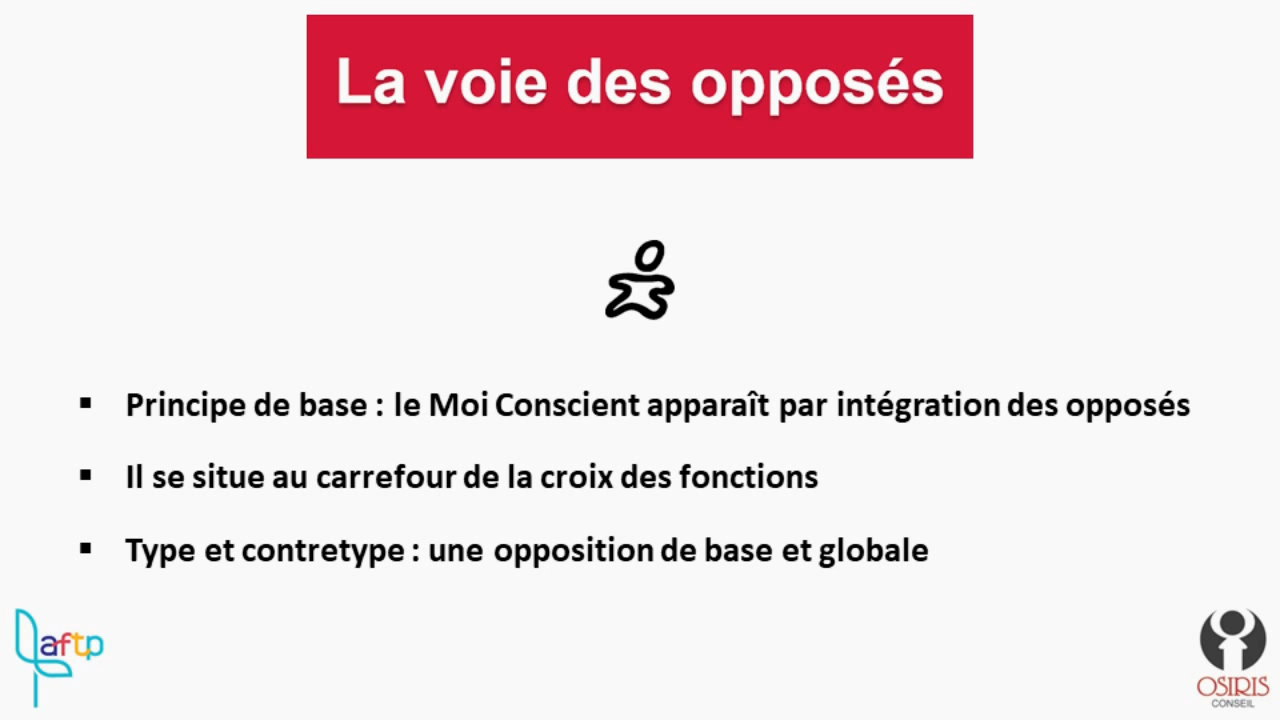 La voie des opposés
▪ Principe de base : le Moi Conscient apparaît par intégration des opposés
▪ Il se situe au carrefour de la croix des fonctions
▪ Type et contretype : une opposition de base et globale
aftp
OSIRIS
CONSEIL